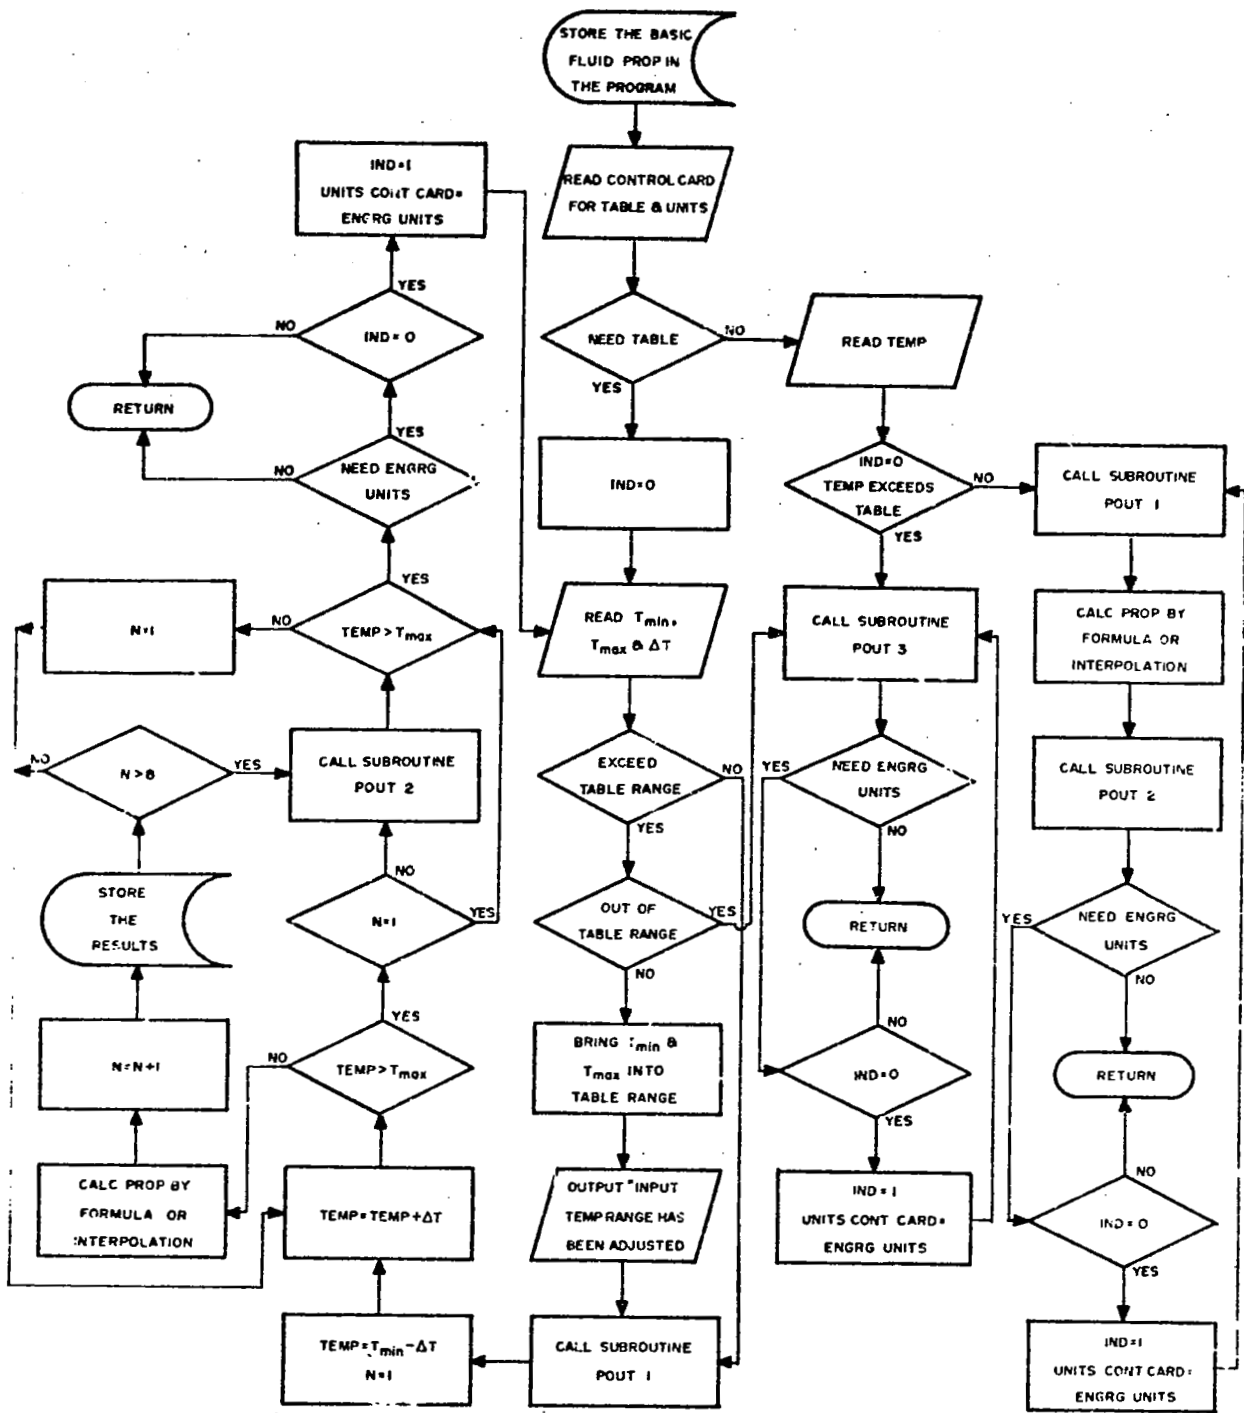 STORE THE BASIC
FLUID PROP IN
THE PROGRAM
READ CONTROL CARD
FOR TABLE & UNITS
IND=1
UNITS CONT CARD=
ENGRG UNITS
YES
NO
IND=0
RETURN
YES
NO
NEED ENGRG
UNITS
NEED TABLE
NO
YES
READ TEMP
IND=0
IND=0
TEMP EXCEEDS
TABLE
NO
YES
CALL SUBROUTINE
POUT 1
N=1
NO
YES
TEMP > Tmax
READ Tmin,
Tmax & ΔT
CALL SUBROUTINE
POUT 3
CALC PROP BY
FORMULA OR
INTERPOLATION
NO
N>8
YES
CALL SUBROUTINE
POUT 2
EXCEED
TABLE RANGE
NO
YES
YES
NEED ENGRG
UNITS
NO
CALL SUBROUTINE
POUT 2
STORE
THE
RESULTS
NO
N=1
YES
OUT OF
TABLE RANGE
YES
NO
RETURN
YES
NEED ENGRG
UNITS
NO
N=N+1
YES
NO
TEMP > Tmax
BRING Tmin &
Tmax INTO
TABLE RANGE
NO
IND=0
YES
RETURN
CALC PROP BY
FORMULA OR
INTERPOLATION
TEMP=TEMP+ΔT
OUTPUT "INPUT
TEMP RANGE HAS
BEEN ADJUSTED
IND=1
UNITS CONT CARD=
ENGRG UNITS
NO
IND=0
YES
TEMP=Tmin-ΔT
N=1
CALL SUBROUTINE
POUT 1
IND=1
UNITS CONT CARD=
ENGRG UNITS